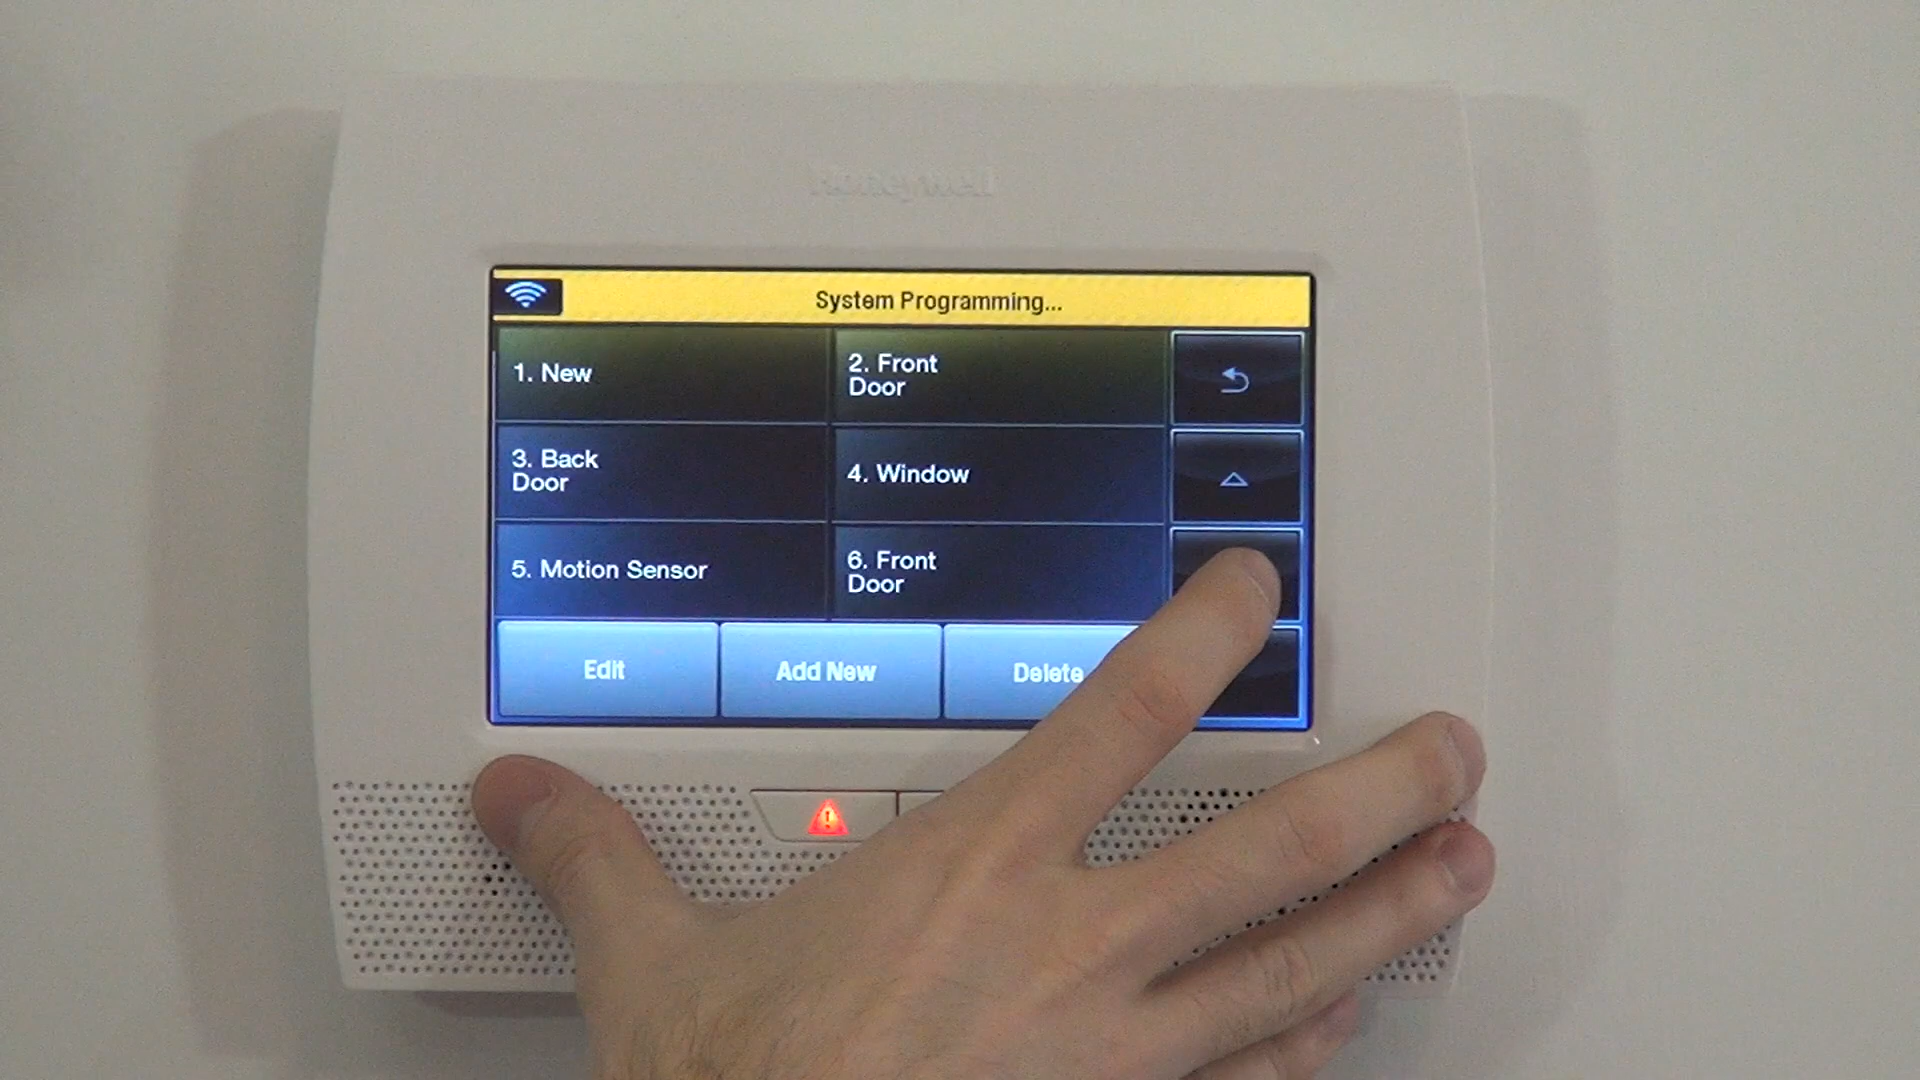 Honeywell
System Programming...
1. New
2. Front
Door
3. Back
Door
4. Window
5. Motion Sensor
6. Front
Door
Edit
Add New
Delete